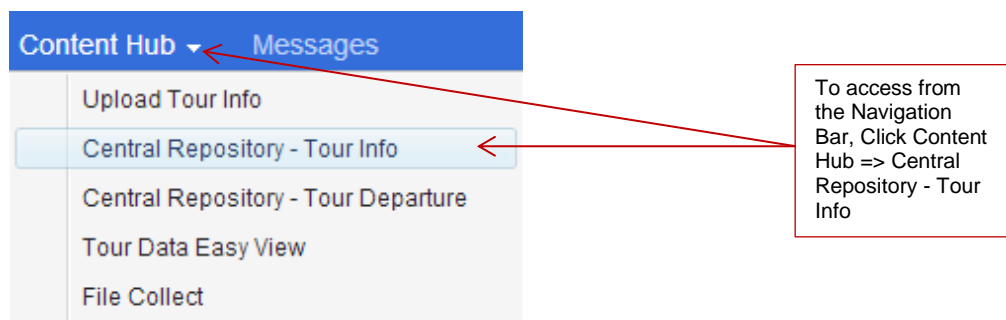 Content Hub Messages
Upload Tour Info
Central Repository - Tour Info
Central Repository - Tour Departure
Tour Data Easy View
File Collect
To access from
the Navigation
Bar, Click Content
Hub => Central
Repository - Tour
Info